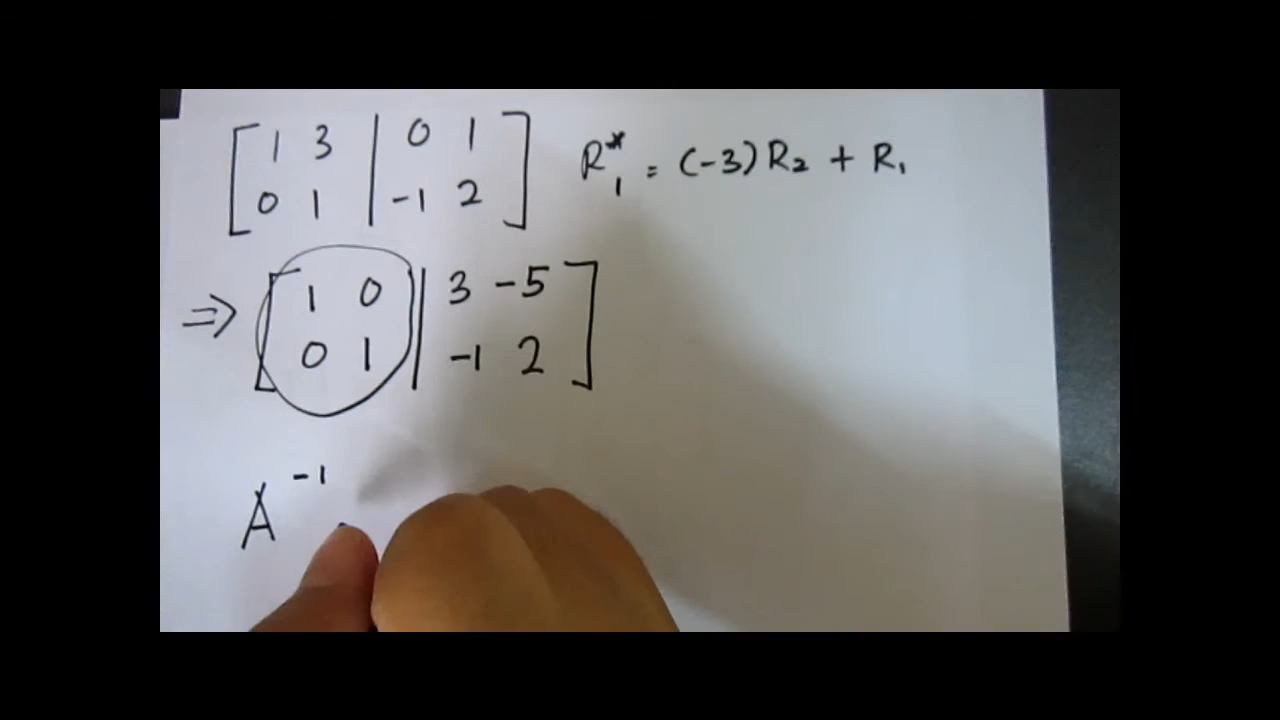 [ 1 3 | 0 1 ] R₁* = (-3)R₂ + R₁
[ 0 1 | -1 2 ]
⇒ [ 1 0 | 3 -5 ]
[ 0 1 | -1 2 ]
A⁻¹